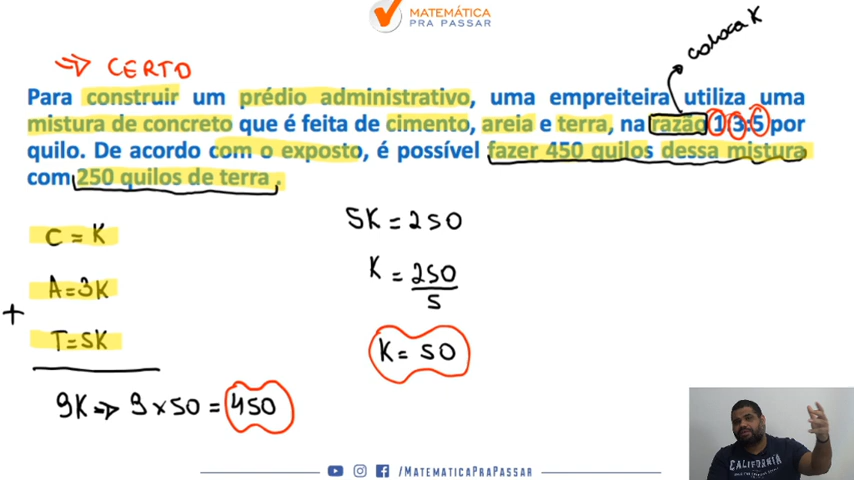 MATEMÁTICA
PRA PASSAR
coloca K
=> CERTO
Para construir um prédio administrativo, uma empreiteira utiliza uma
mistura de concreto que é feita de cimento, areia e terra, na razão 1:3:5 por
quilo. De acordo com o exposto, é possível fazer 450 quilos dessa mistura
com 250 quilos de terra .
C = K
A = 3K
+
T = 5K
9K => 9 x 50 = 450
5K = 250
K = 250
5
K = 50
CALIFORNIA
/MATEMATICAPRAPASSAR